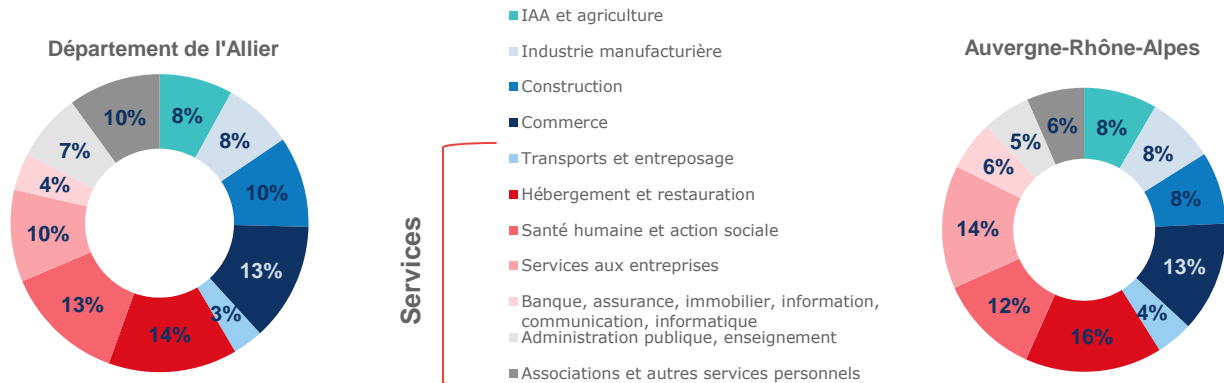 Département de l'Allier
8%
8%
10%
13%
3%
14%
13%
10%
4%
7%
10%
IAA et agriculture
Industrie manufacturière
Construction
Commerce
Services
Transports et entreposage
Hébergement et restauration
Santé humaine et action sociale
Services aux entreprises
Banque, assurance, immobilier, information,
communication, informatique
Administration publique, enseignement
Associations et autres services personnels
Auvergne-Rhône-Alpes
8%
8%
8%
13%
4%
16%
12%
14%
6%
5%
6%